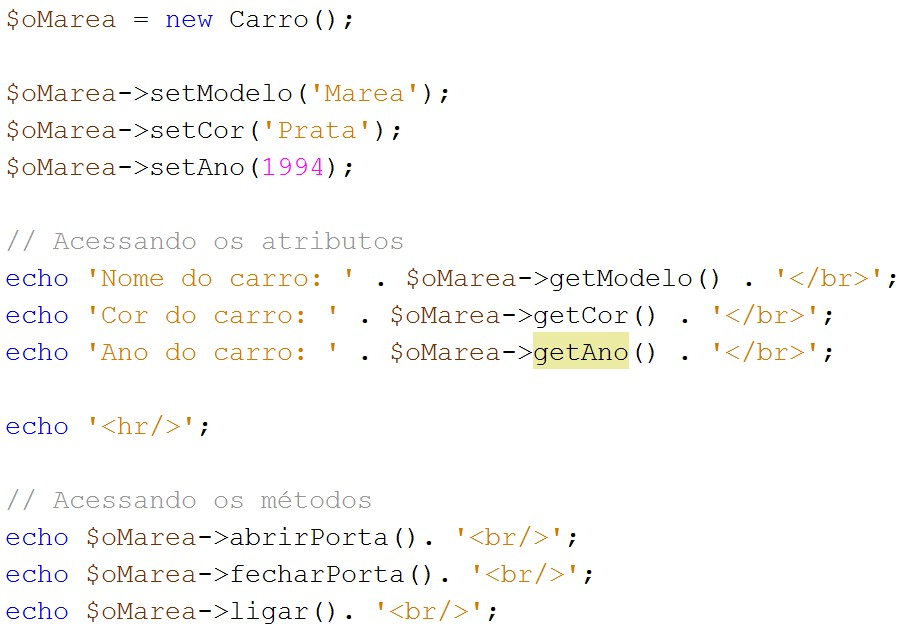 $oMarea = new Carro();
$oMarea->setModelo('Marea');
$oMarea->setCor('Prata');
$oMarea->setAno(1994);
// Acessando os atributos
echo 'Nome do carro: ' . $oMarea->getModelo() . '</br>';
echo 'Cor do carro: ' . $oMarea->getCor() . '</br>';
echo 'Ano do carro: ' . $oMarea->getAno() . '</br>';
echo '<hr/>';
// Acessando os métodos
echo $oMarea->abrirPorta(). '<br/>';
echo $oMarea->fecharPorta(). '<br/>';
echo $oMarea->ligar(). '<br/>';